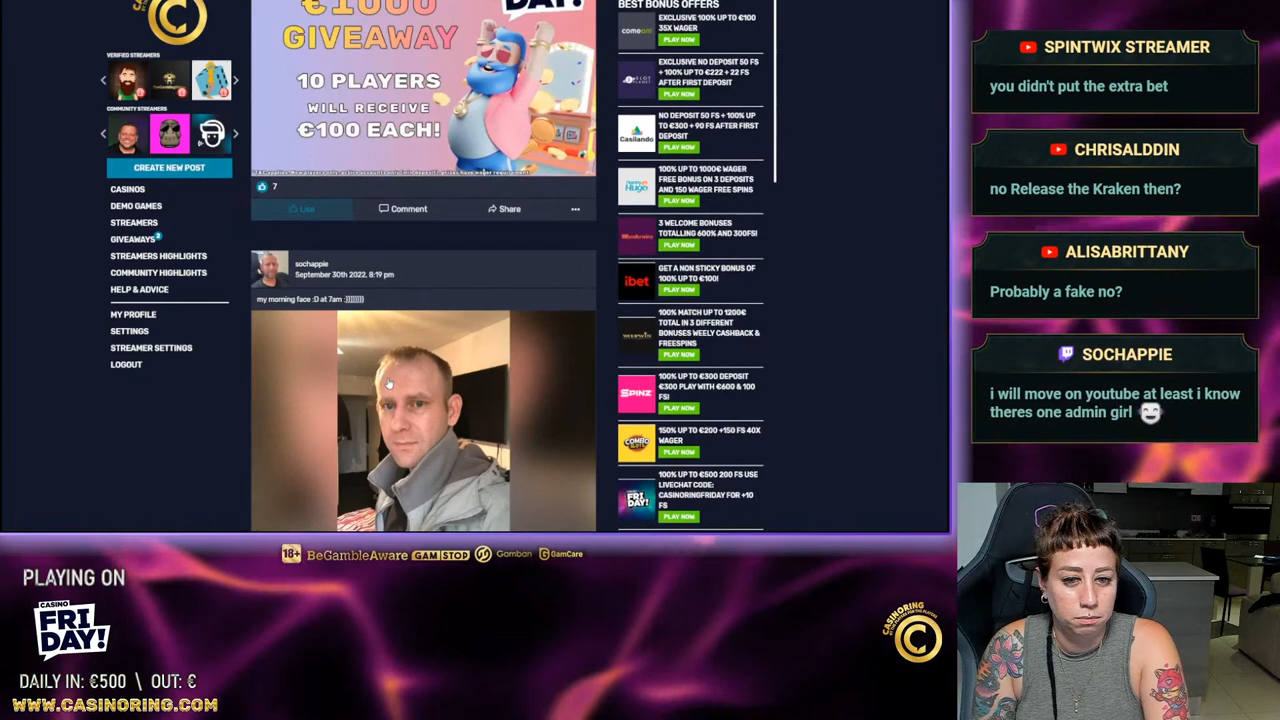 €1000
GIVEAWAY
10 PLAYERS
WILL RECEIVE
€100 EACH!
DAY!
7
Like
Comment
Share
VERIFIED STREAMERS
COMMUNITY STREAMERS
CREATE NEW POST
CASINOS
DEMO GAMES
STREAMERS
GIVEAWAYS 2
STREAMERS HIGHLIGHTS
COMMUNITY HIGHLIGHTS
HELP & ADVICE
MY PROFILE
SETTINGS
STREAMER SETTINGS
LOGOUT
sochappie
September 30th 2022, 8:19 pm
my morning face :D at 7am :))))))))
BEST BONUS OFFERS
comeon!
EXCLUSIVE 100% UP TO €100
35X WAGER
PLAY NOW
EXCLUSIVE NO DEPOSIT 50 FS
+ 100% UP TO €222 + 22 FS
AFTER FIRST DEPOSIT
PLAY NOW
Casilando
NO DEPOSIT 50 FS + 100% UP
TO €300 + 90 FS AFTER FIRST
DEPOSIT
PLAY NOW
Hugo
100% UP TO 1000€ WAGER
FREE BONUS ON 3 DEPOSITS
AND 150 WAGER FREE SPINS
PLAY NOW
3 WELCOME BONUSES
TOTALLING 600% AND 300FS!
PLAY NOW
ibet
GET A NON STICKY BONUS OF
100% UP TO €100!
PLAY NOW
100% MATCH UP TO 1200€
TOTAL IN 3 DIFFERENT
BONUSES WEELY CASHBACK &
FREESPINS
PLAY NOW
SPINZ
100% UP TO €300 DEPOSIT
€300 PLAY WITH €600 & 100
FS!
PLAY NOW
COMBO
SLOTS
150% UP TO €200 +150 FS 40X
WAGER
PLAY NOW
FRI
DAY!
100% UP TO €500 200 FS USE
LIVECHAT CODE:
CASINORINGFRIDAY FOR +10
FS
PLAY NOW
SPINTWIX STREAMER
you didn't put the extra bet
CHRISALDDIN
no Release the Kraken then?
ALISABRITTANY
Probably a fake no?
SOCHAPPIE
i will move on youtube at least i know
theres one admin girl
18+ BeGambleAware GAMSTOP Gamban GamCare
PLAYING ON
CASINO
FRI
DAY!
DAILY IN: €500 \ OUT: €
WWW.CASINORING.COM
CASINORING